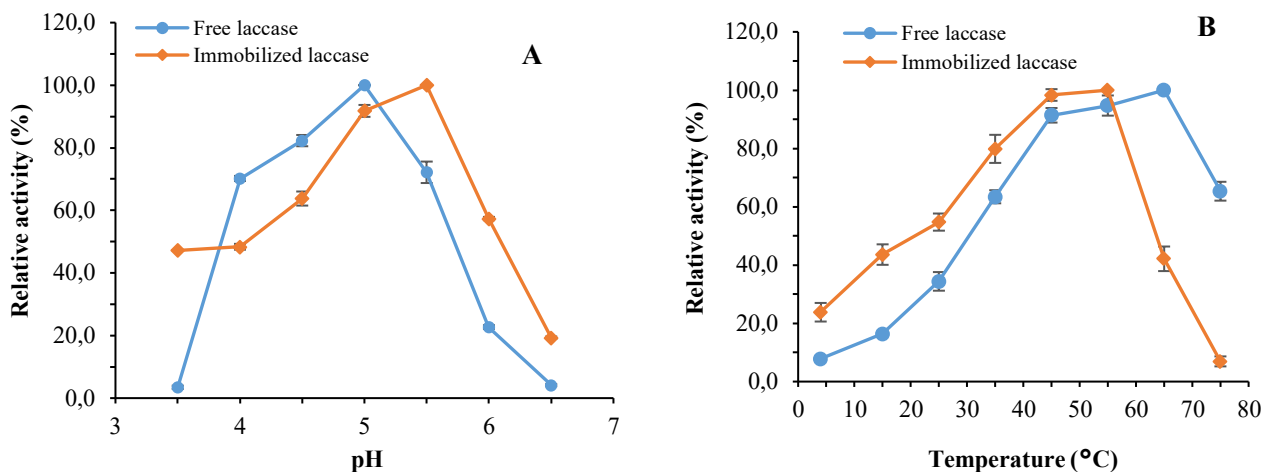 120,0
100,0
80,0
60,0
40,0
20,0
0,0
Relative activity (%)
Free laccase
Immobilized laccase
A
3
4
5
6
7
pH
120,0
100,0
80,0
60,0
40,0
20,0
0,0
Relative activity (%)
Free laccase
Immobilized laccase
B
0
10
20
30
40
50
60
70
80
Temperature (°C)